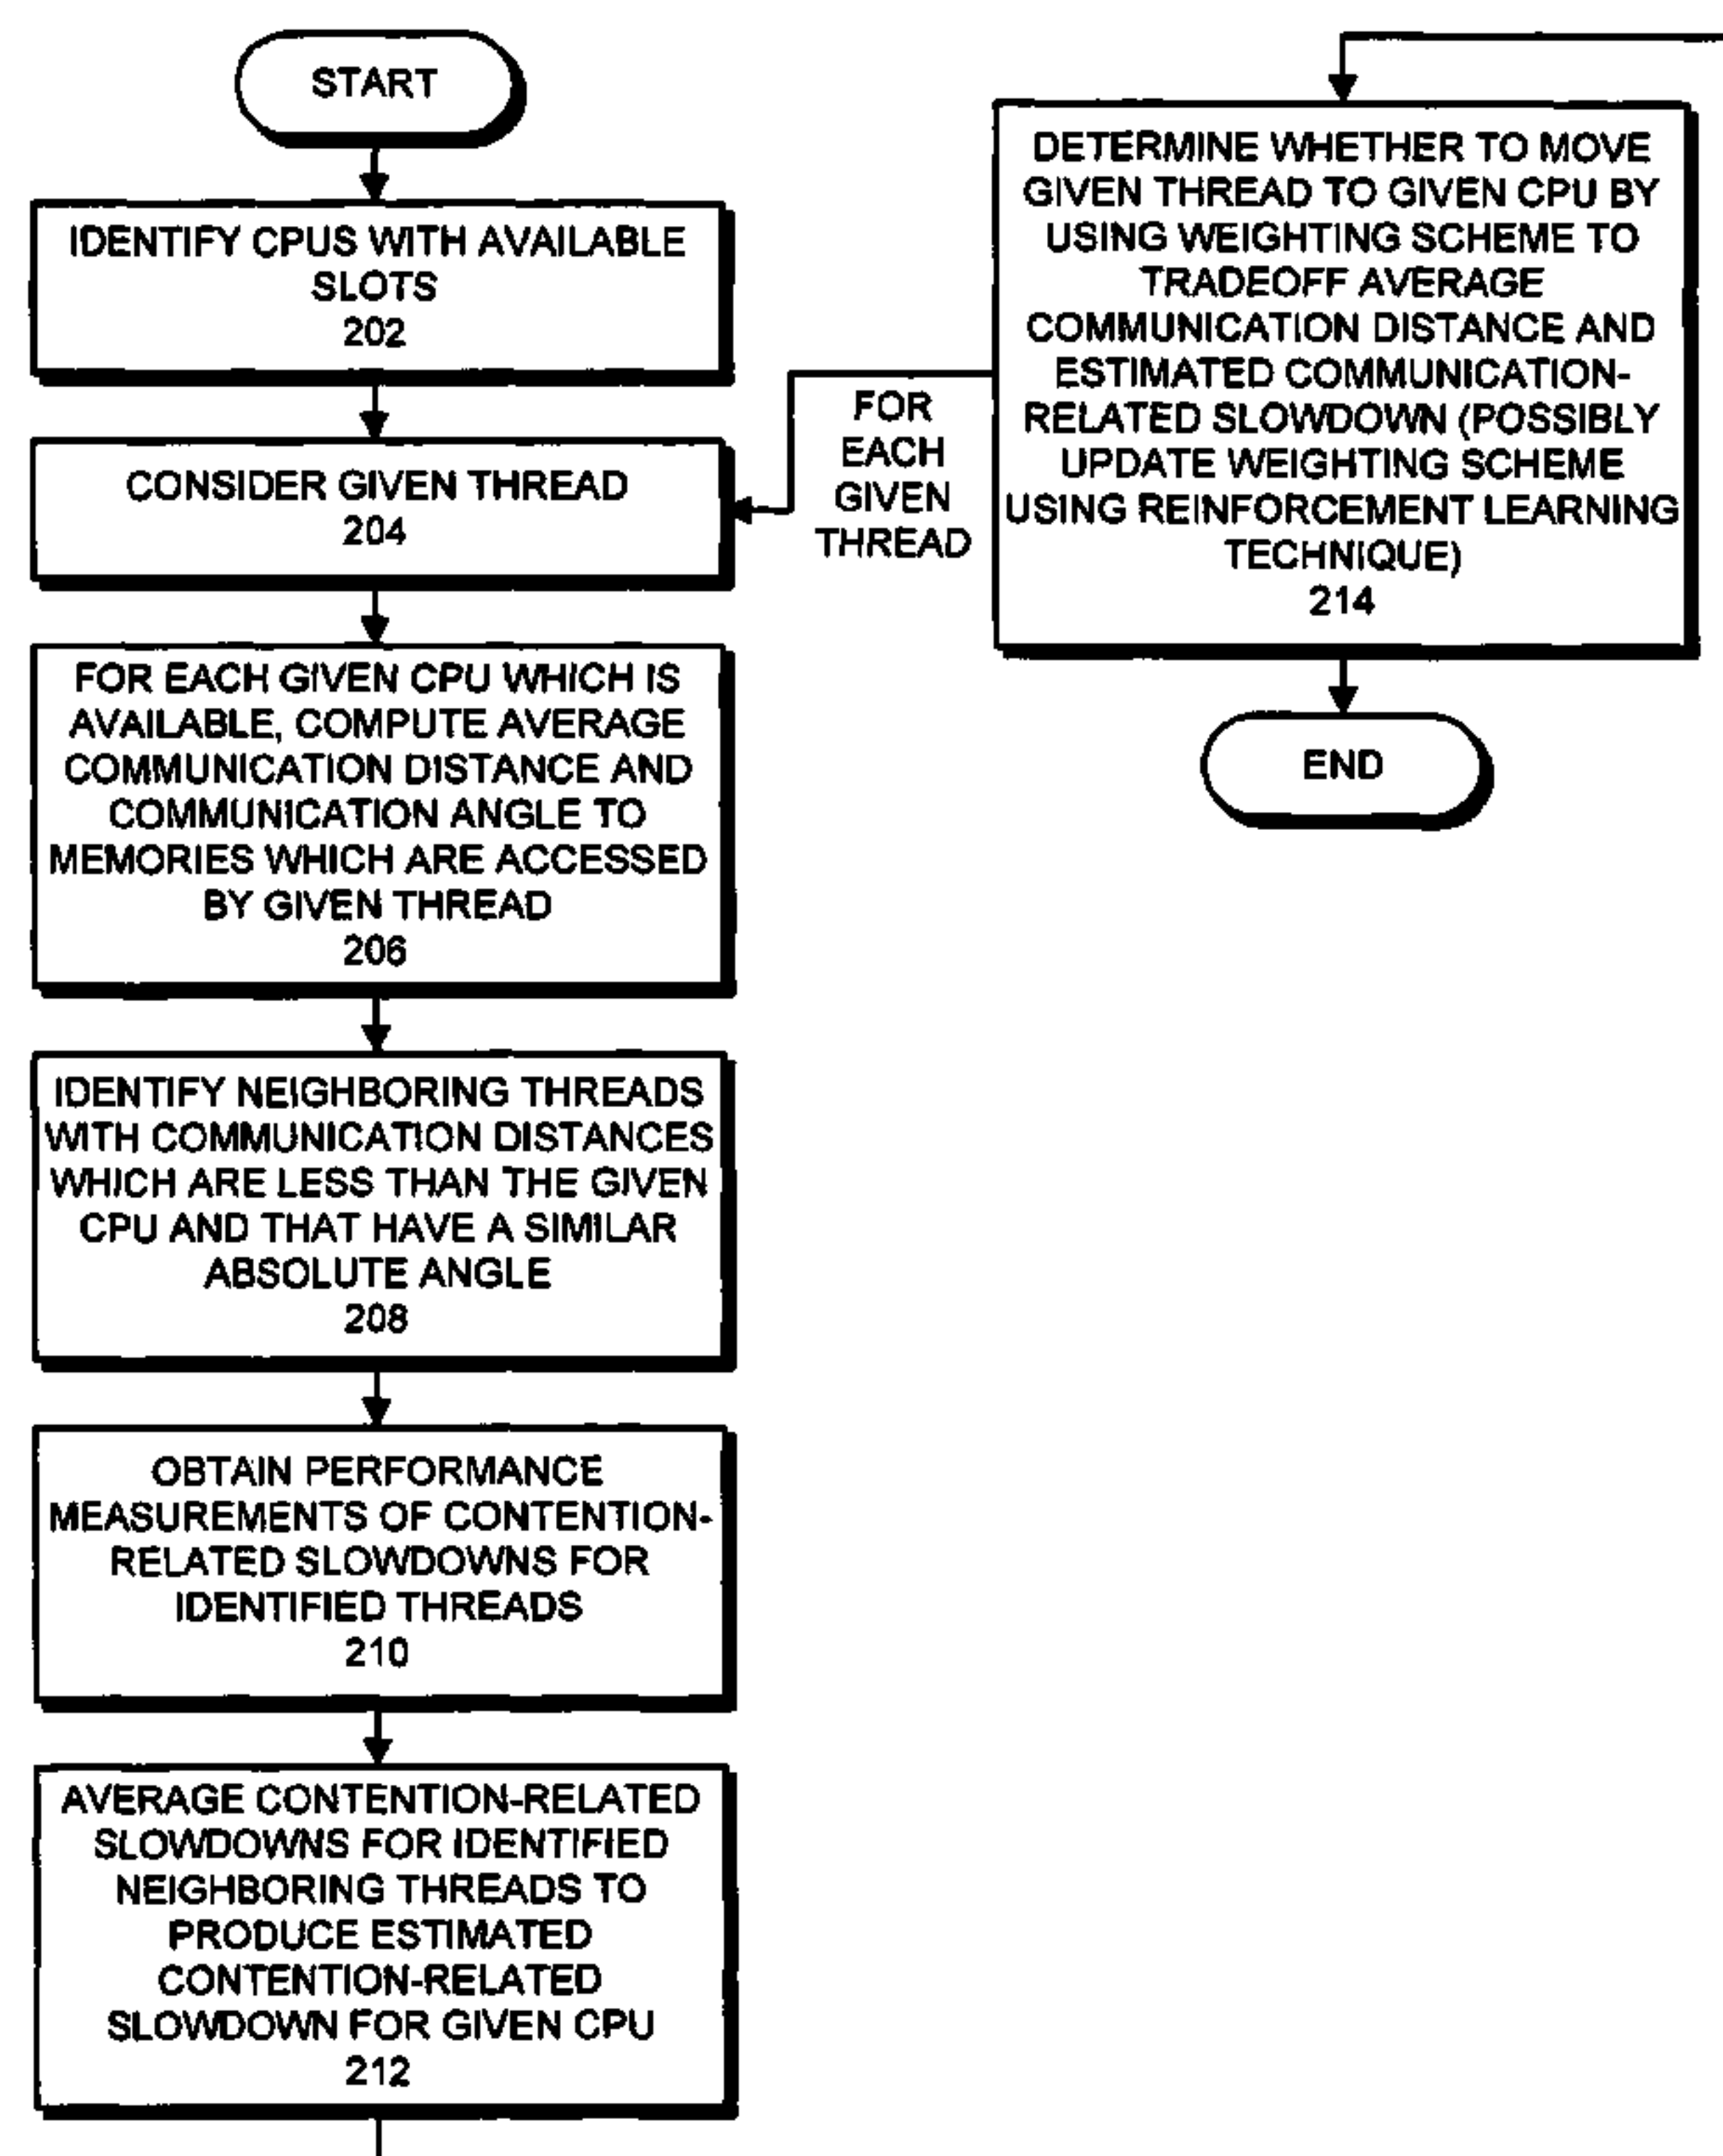 START
IDENTIFY CPUS WITH AVAILABLE
SLOTS
202
CONSIDER GIVEN THREAD
204
FOR EACH GIVEN CPU WHICH IS
AVAILABLE, COMPUTE AVERAGE
COMMUNICATION DISTANCE AND
COMMUNICATION ANGLE TO
MEMORIES WHICH ARE ACCESSED
BY GIVEN THREAD
206
IDENTIFY NEIGHBORING THREADS
WITH COMMUNICATION DISTANCES
WHICH ARE LESS THAN THE GIVEN
CPU AND THAT HAVE A SIMILAR
ABSOLUTE ANGLE
208
OBTAIN PERFORMANCE
MEASUREMENTS OF CONTENTION-
RELATED SLOWDOWNS FOR
IDENTIFIED THREADS
210
AVERAGE CONTENTION-RELATED
SLOWDOWNS FOR IDENTIFIED
NEIGHBORING THREADS TO
PRODUCE ESTIMATED
CONTENTION-RELATED
SLOWDOWN FOR GIVEN CPU
212
FOR
EACH
GIVEN
THREAD
DETERMINE WHETHER TO MOVE
GIVEN THREAD TO GIVEN CPU BY
USING WEIGHTING SCHEME TO
TRADEOFF AVERAGE
COMMUNICATION DISTANCE AND
ESTIMATED COMMUNICATION-
RELATED SLOWDOWN (POSSIBLY
UPDATE WEIGHTING SCHEME
USING REINFORCEMENT LEARNING
TECHNIQUE)
214
END